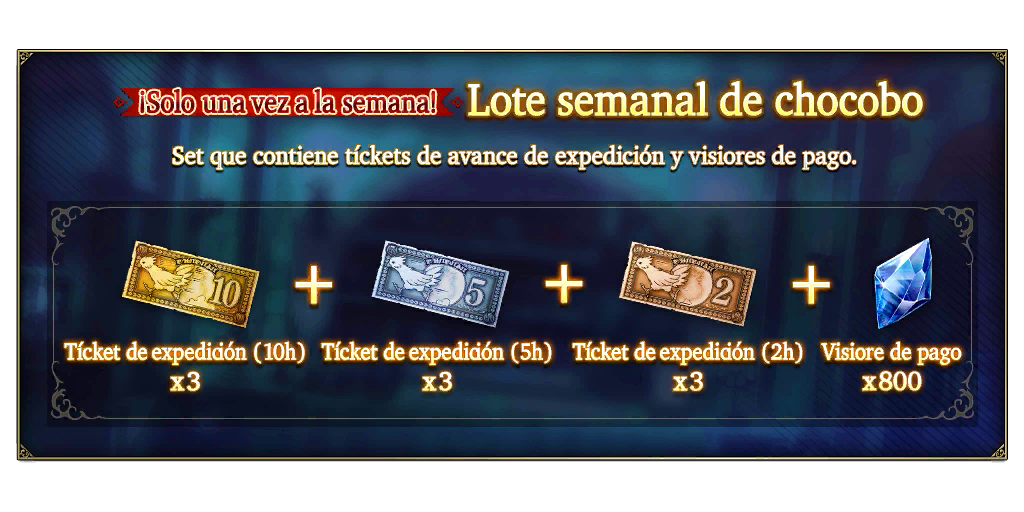 ¡Solo una vez a la semana! Lote semanal de chocobo
Set que contiene tíckets de avance de expedición y visiores de pago.
10
5
2
Tícket de expedición (10h)
x3
Tícket de expedición (5h)
x3
Tícket de expedición (2h)
x3
Visiore de pago
x800